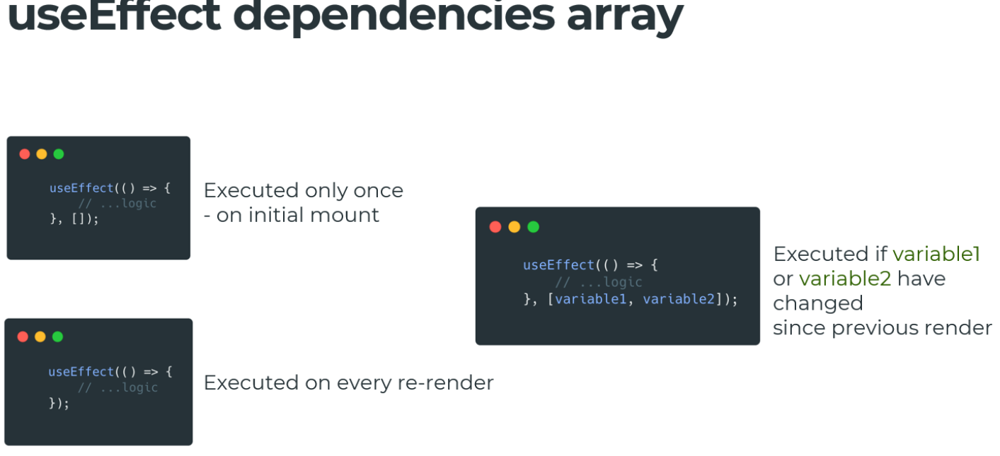 useEffect dependencies array
useEffect(() => {
// ...logic
}, []);
Executed only once
- on initial mount
useEffect(() => {
// ...logic
});
Executed on every re-render
useEffect(() => {
// ...logic
}, [variable1, variable2]);
Executed if variable1
or variable2 have
changed
since previous render